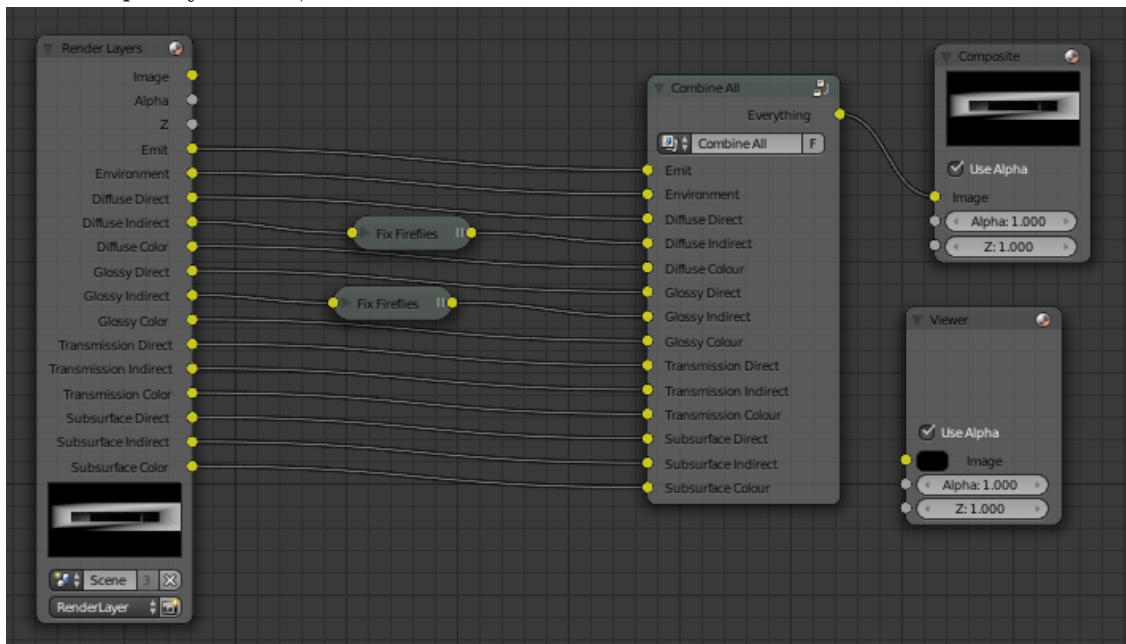 Render Layers
Image
Alpha
Z
Emit
Environment
Diffuse Direct
Diffuse Indirect
Diffuse Color
Glossy Direct
Glossy Indirect
Glossy Color
Transmission Direct
Transmission Indirect
Transmission Color
Subsurface Direct
Subsurface Indirect
Subsurface Color
Scene 3
RenderLayer
Fix Fireflies
Fix Fireflies
Combine All
Everything
Combine All F
Emit
Environment
Diffuse Direct
Diffuse Indirect
Diffuse Colour
Glossy Direct
Glossy Indirect
Glossy Colour
Transmission Direct
Transmission Indirect
Transmission Colour
Subsurface Direct
Subsurface Indirect
Subsurface Colour
Composite
Use Alpha
Image
Alpha: 1.000
Z: 1.000
Viewer
Use Alpha
Image
Alpha: 1.000
Z: 1.000